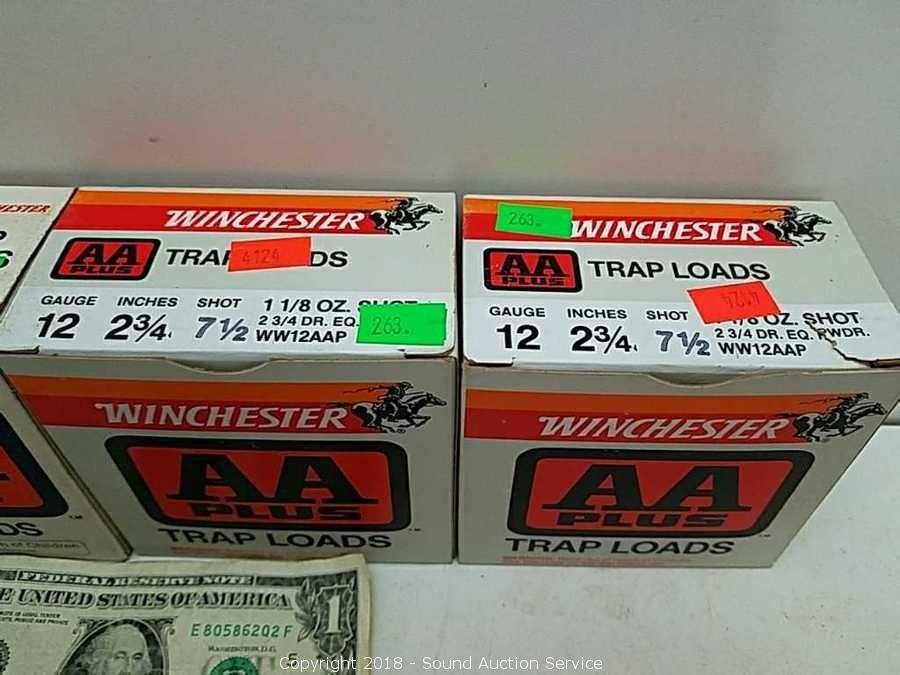 WINCHESTER
AA
PLUS
TRAP LOADS
4124
GAUGE INCHES SHOT 1 1/8 OZ. SHOT
12 2¾ 7½ 2 3/4 DR. EQ.
WW12AAP
263.
WINCHESTER
AA
PLUS
TRAP LOADS
263.
WINCHESTER
AA
PLUS
TRAP LOADS
4124
GAUGE INCHES SHOT OZ. SHOT
12 2¾ 7½ 2 3/4 DR. EQ. PWDR.
WW12AAP
WINCHESTER
AA
PLUS
TRAP LOADS
FEDERAL RESERVE NOTE
UNITED STATES OF AMERICA
E 80586202 F
1
Copyright 2018 - Sound Auction Service